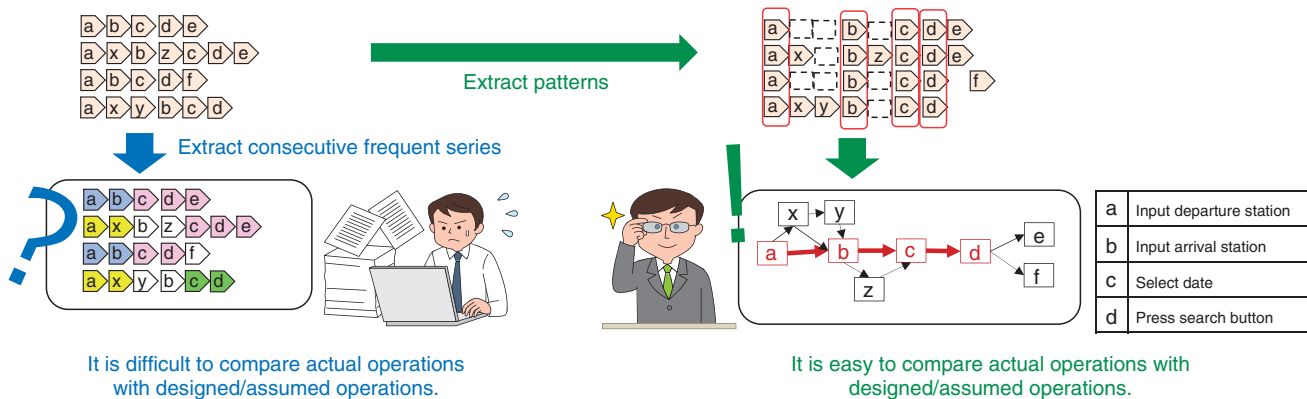 a b c d e
a x b z c d e
a b c d f
a x y b c d
Extract patterns
a b c d e
a x b z c d e
a b c d f
a x y b c d
Extract consecutive frequent series
?
a b c d e
a x b z c d e
a b c d f
a x y b c d
!
x y
a b c d
z
e
f
a Input departure station
b Input arrival station
c Select date
d Press search button
It is difficult to compare actual operations
with designed/assumed operations.
It is easy to compare actual operations with
designed/assumed operations.